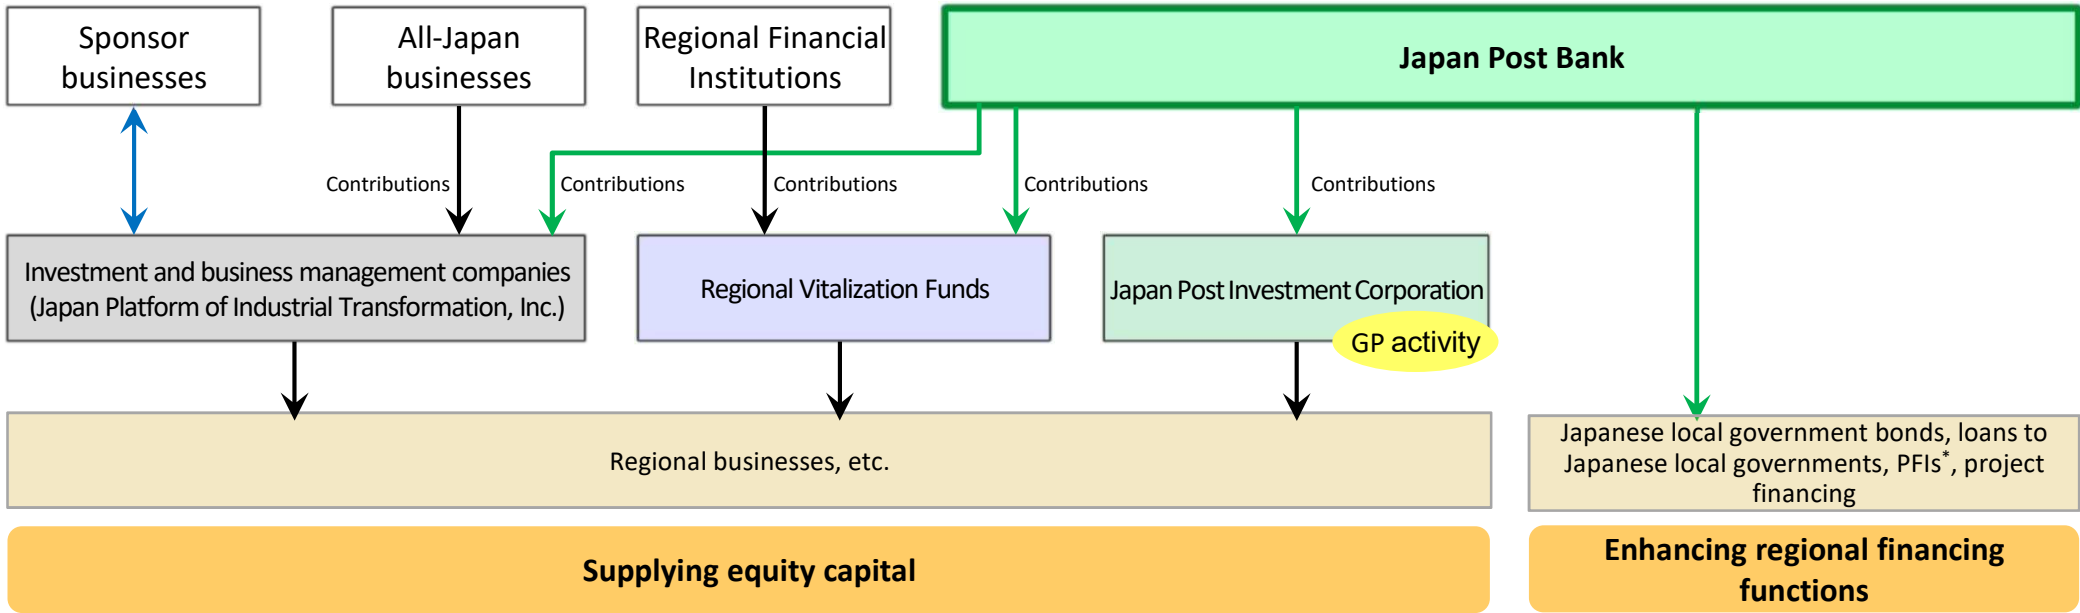 Sponsor
businesses
All-Japan
businesses
Regional Financial
Institutions
Japan Post Bank
Contributions
Contributions
Contributions
Contributions
Contributions
Investment and business management companies
(Japan Platform of Industrial Transformation, Inc.)
Regional Vitalization Funds
Japan Post Investment Corporation
GP activity
Regional businesses, etc.
Japanese local government bonds, loans to
Japanese local governments, PFIs*, project
financing
Supplying equity capital
Enhancing regional financing
functions